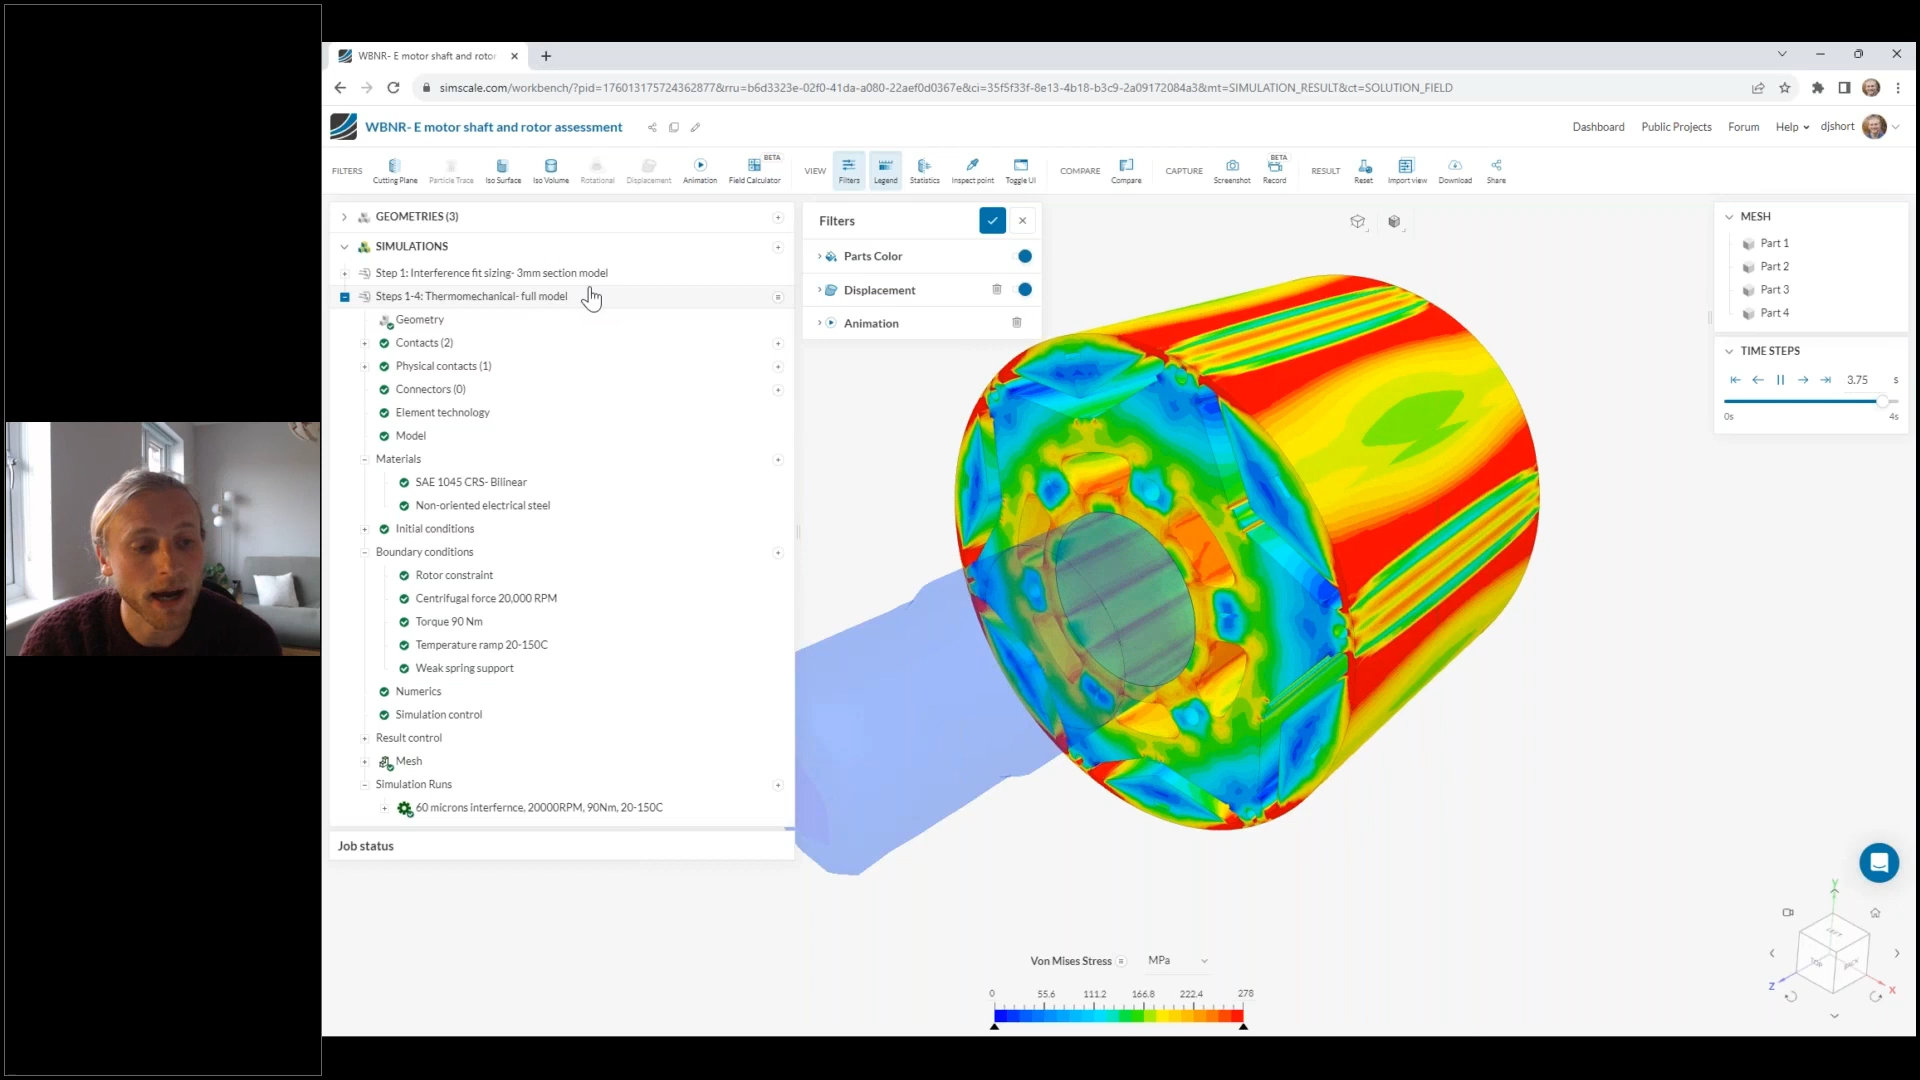 WBNR- E motor shaft and rotor
simscale.com/workbench/?pid=176013175724362877&rru=b6d3323e-02f0-41da-a080-22aef0d0367e&ci=35f5f33f-8e13-4b18-b3c9-2a09172084a3&mt=SIMULATION_RESULT&ct=SOLUTION_FIELD
WBNR- E motor shaft and rotor assessment
Dashboard
Public Projects
Forum
Help
djshort
FILTERS
Cutting Plane
Particle Trace
Iso Surface
Iso Volume
Rotational
Displacement
Animation
BETA
Field Calculator
VIEW
Filters
Legend
Statistics
Inspect point
Toggle UI
COMPARE
Compare
CAPTURE
Screenshot
BETA
Record
RESULT
Reset
Import view
Download
Share
GEOMETRIES (3)
SIMULATIONS
Step 1: Interference fit sizing- 3mm section model
Steps 1-4: Thermomechanical- full model
Geometry
Contacts (2)
Physical contacts (1)
Connectors (0)
Element technology
Model
Materials
SAE 1045 CRS- Bilinear
Non-oriented electrical steel
Initial conditions
Boundary conditions
Rotor constraint
Centrifugal force 20,000 RPM
Torque 90 Nm
Temperature ramp 20-150C
Weak spring support
Numerics
Simulation control
Result control
Mesh
Simulation Runs
60 microns interfernce, 20000RPM, 90Nm, 20-150C
Job status
Filters
Parts Color
Displacement
Animation
MESH
Part 1
Part 2
Part 3
Part 4
TIME STEPS
3.75 s
0s 4s
Von Mises Stress
MPa
0 55.6 111.2 166.8 222.4 278
Y
LEFT
TOP
BACK
Z
X